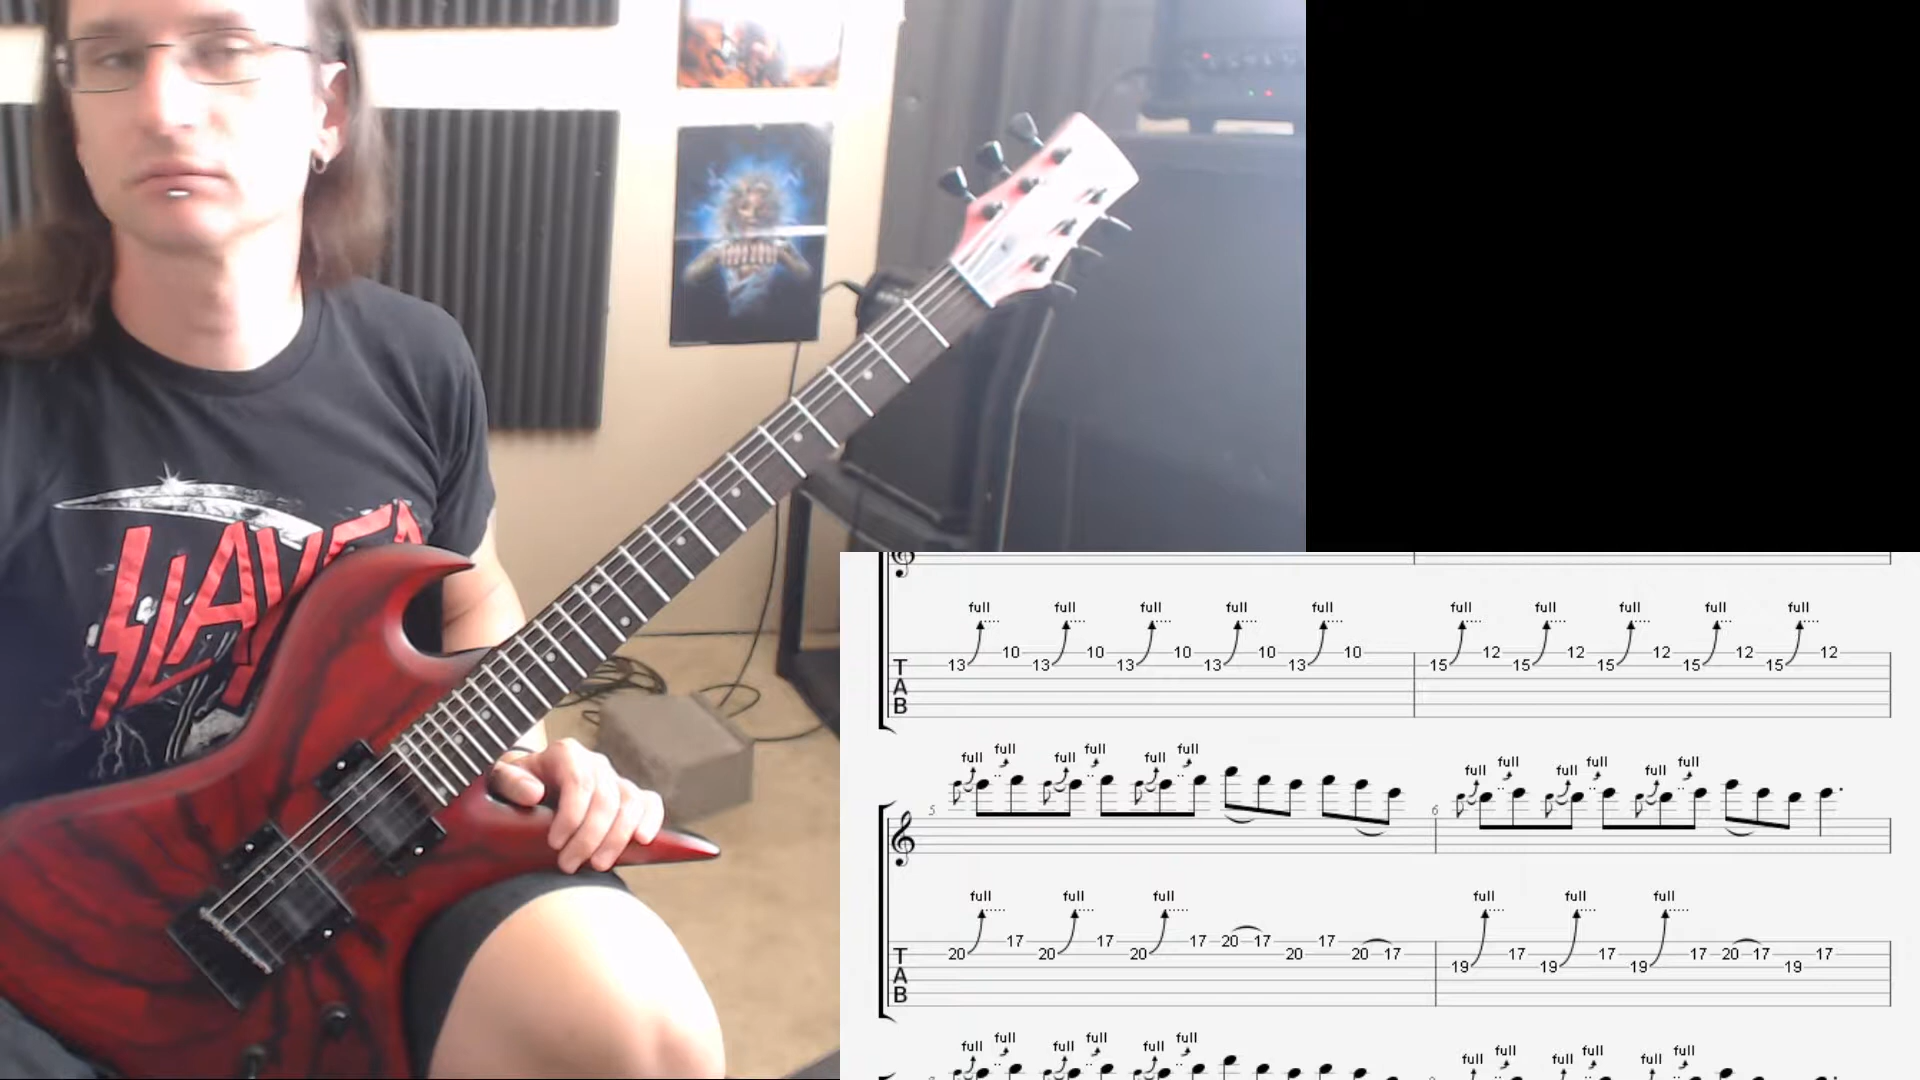 SLAYER
full full full full full full full full full full
13 10 13 10 13 10 13 10 13 10 15 12 15 12 15 12 15 12 15 12
T
A
B
full full full full full full full full full full full full
5 6
full full full full full full
20 17 20 17 20 17 20 17 20 17 20 17 19 17 19 17 19 17 20 17 19 17
T
A
B
full full full full full full full full full full full full